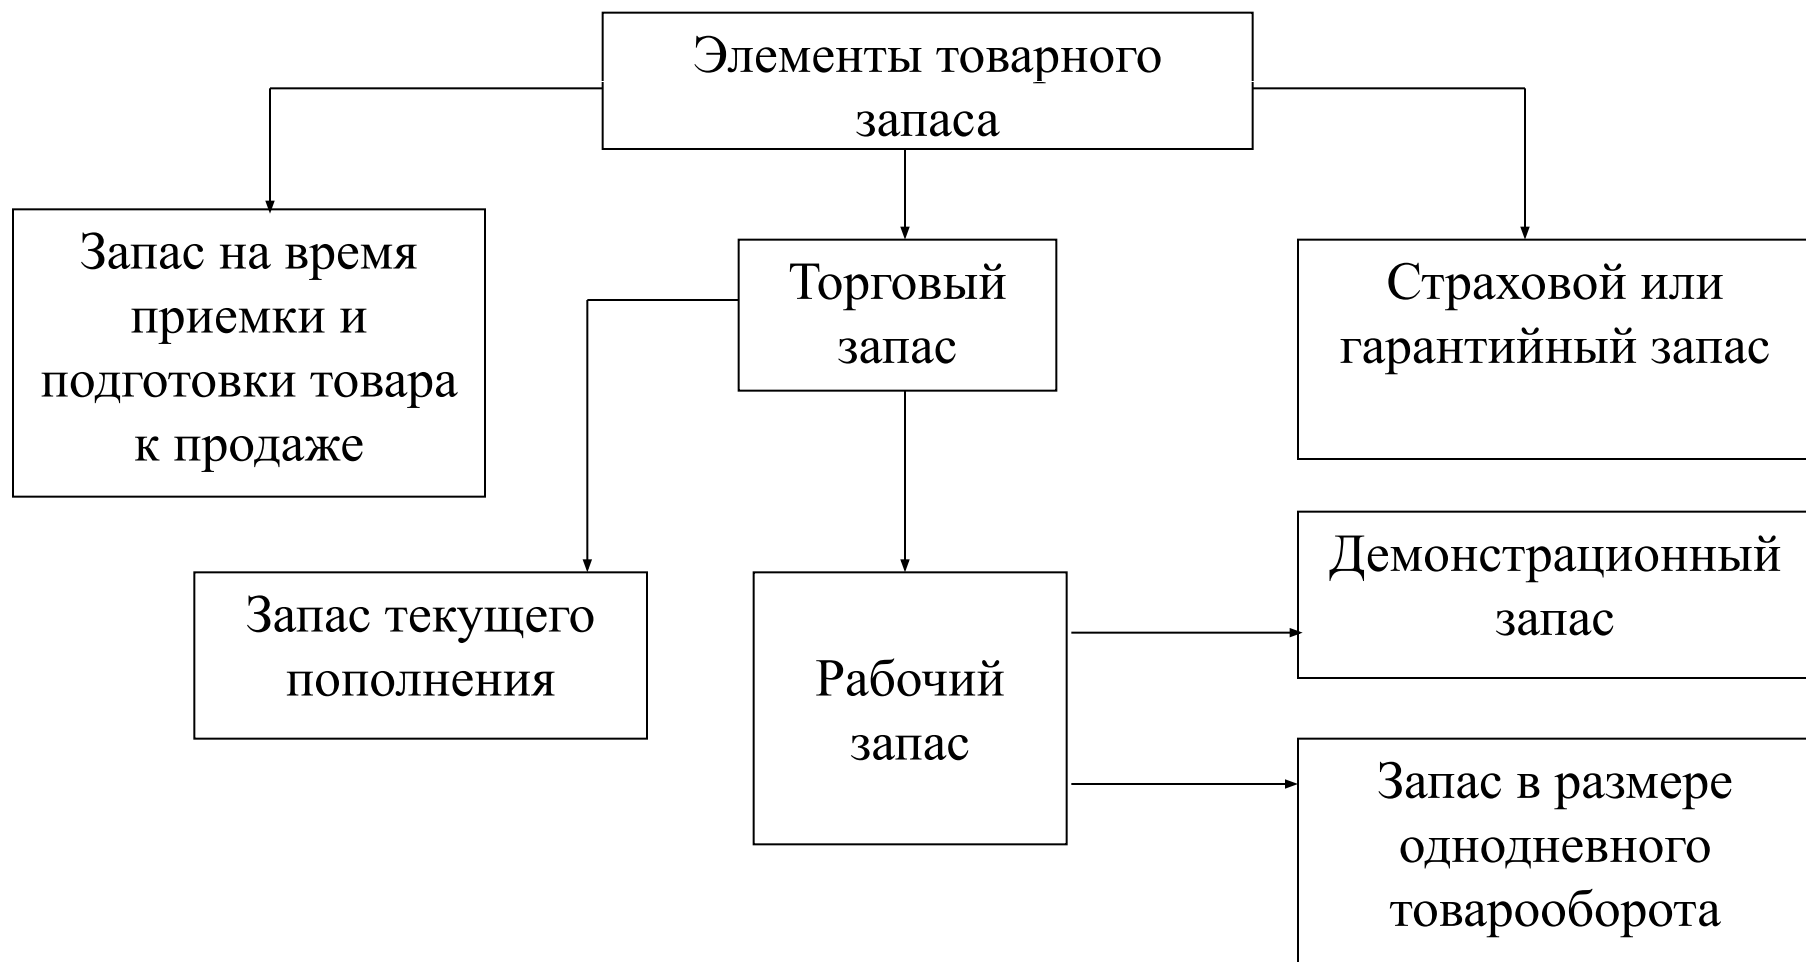 Элементы товарного
запаса
Запас на время
приемки и
подготовки товара
к продаже
Торговый
запас
Страховой или
гарантийный запас
Запас текущего
пополнения
Рабочий
запас
Демонстрационный
запас
Запас в размере
однодневного
товарооборота